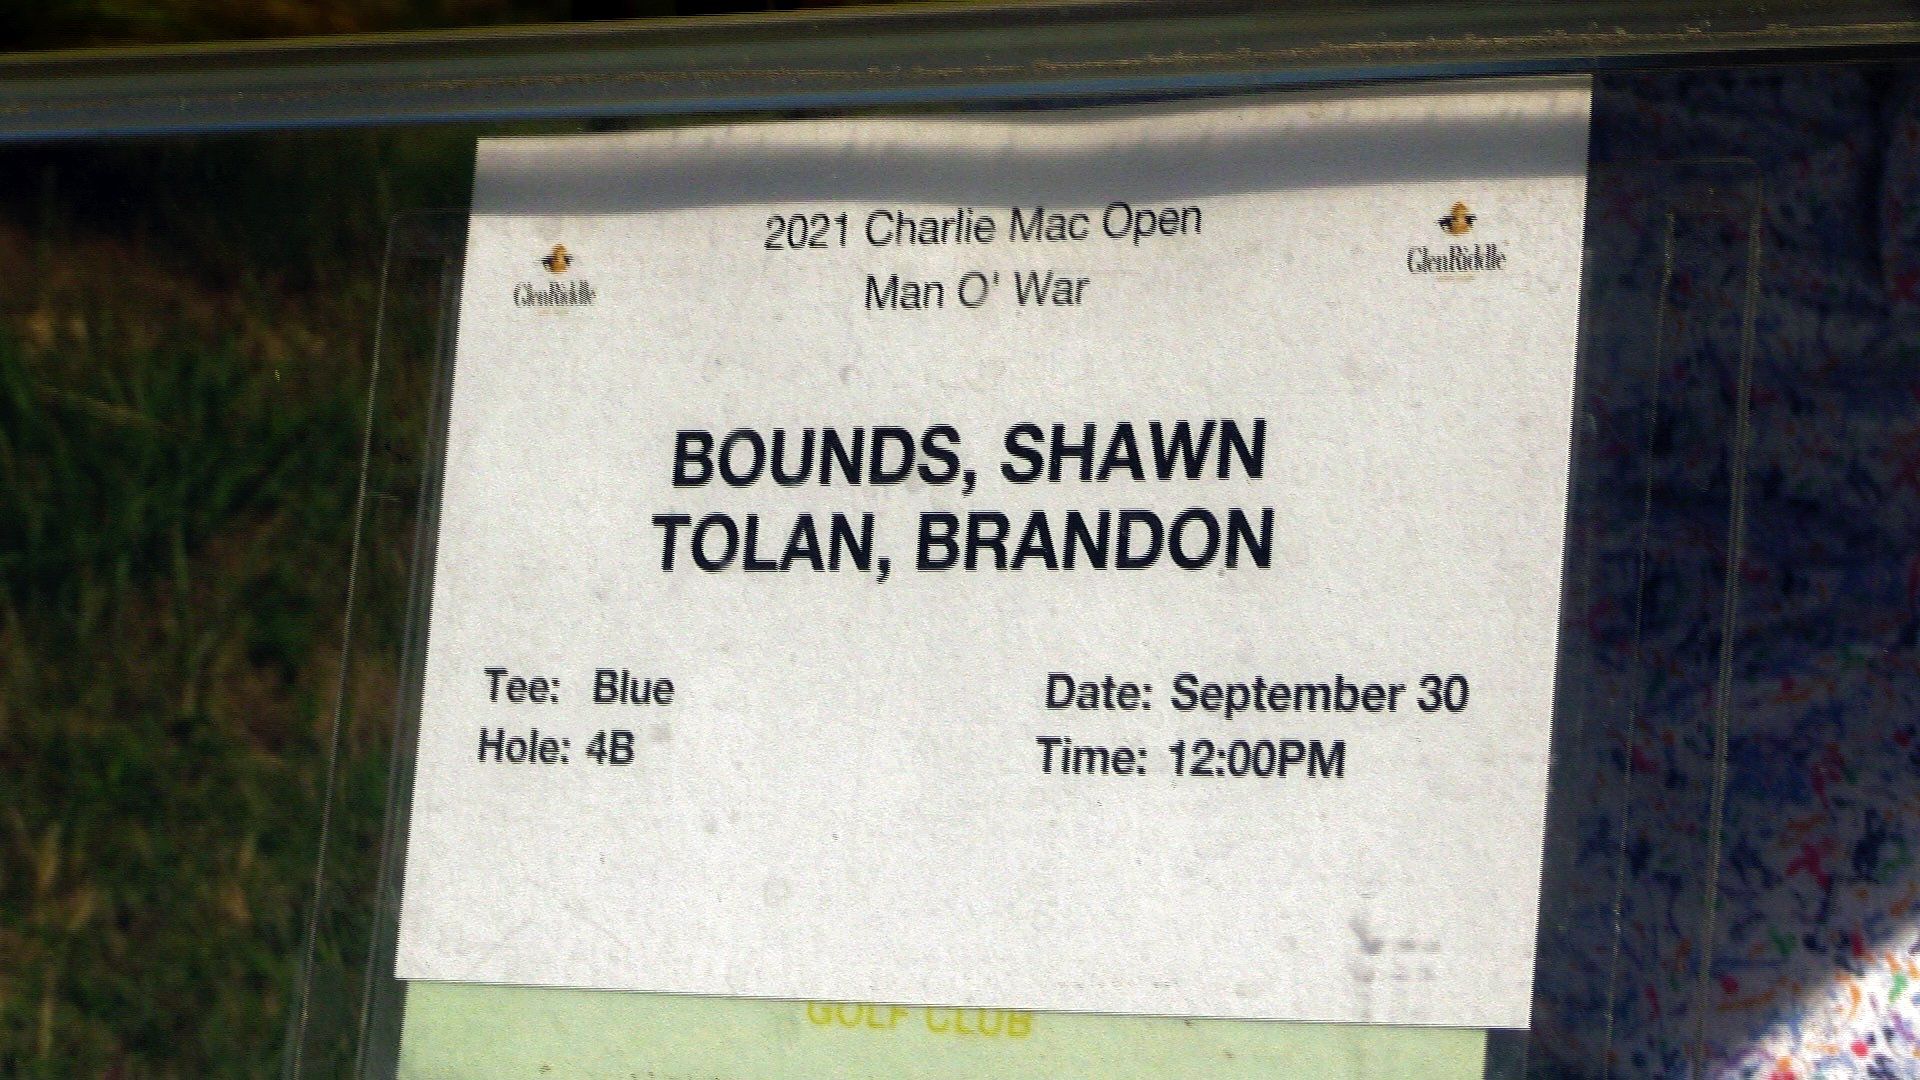 2021 Charlie Mac Open
Man O' War
GlenRiddle
GlenRiddle
BOUNDS, SHAWN
TOLAN, BRANDON
Tee: Blue
Date: September 30
Hole: 4B
Time: 12:00PM
GOLF CLUB